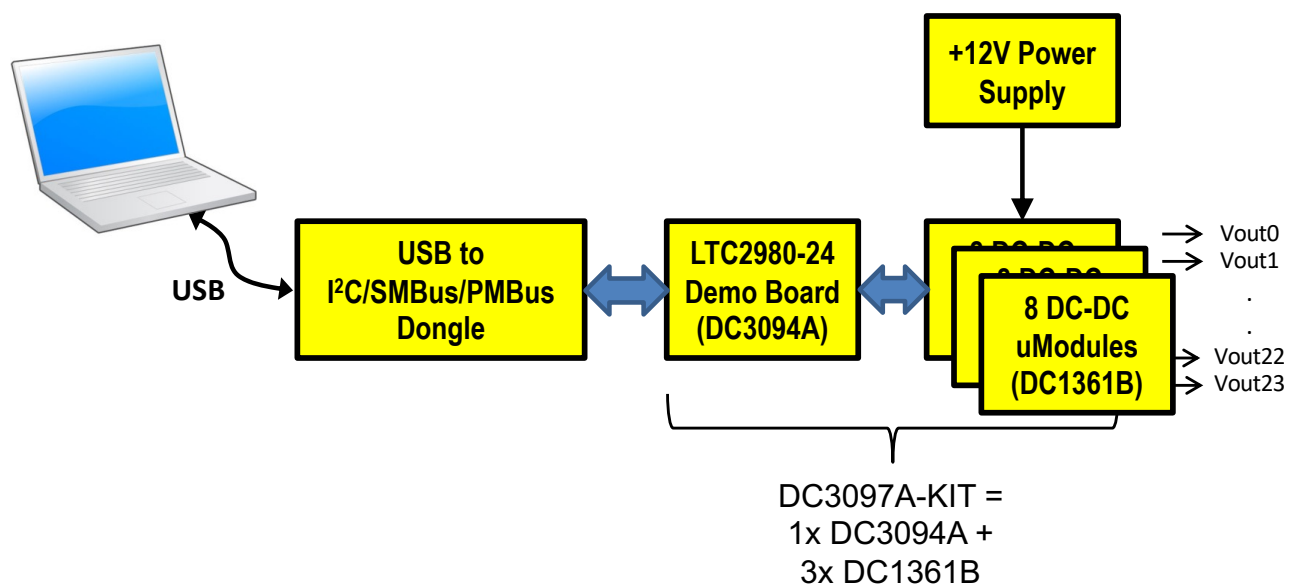 +12V Power
Supply
USB
USB to
I²C/SMBus/PMBus
Dongle
LTC2980-24
Demo Board
(DC3094A)
8 DC-DC
uModules
(DC1361B)
Vout0
Vout1
.
.
Vout22
Vout23
DC3097A-KIT =
1x DC3094A +
3x DC1361B